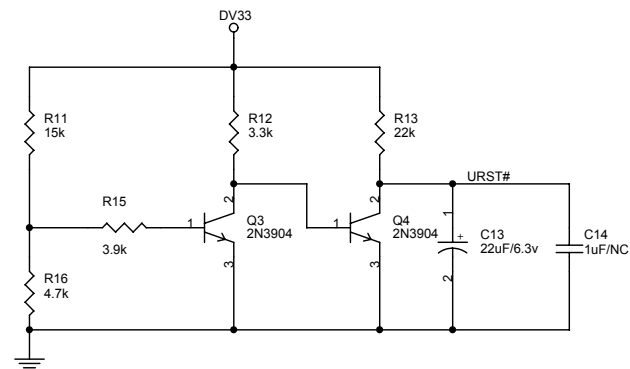 DV33
R11
15k
R12
3.3k
R13
22k
URST#
R15
3.9k
1
2
Q3
2N3904
3
1
2
Q4
2N3904
3
1
+
C13
22uF/6.3v
2
C14
1uF/NC
R16
4.7k